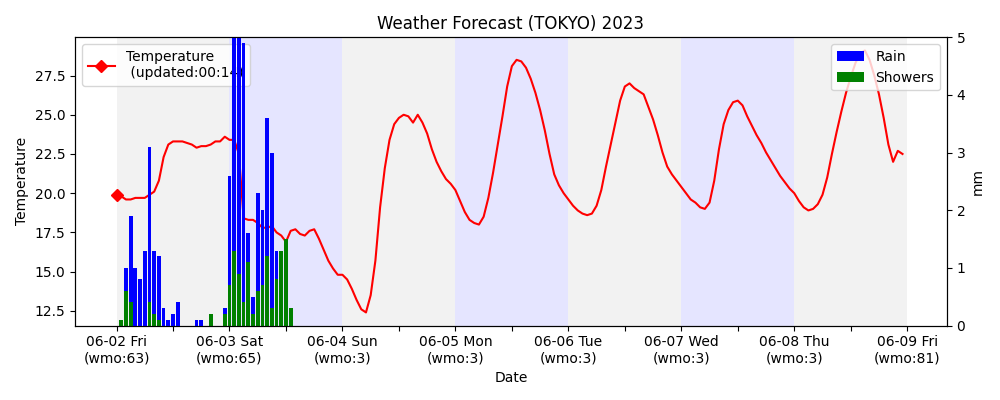 Weather Forecast (TOKYO) 2023
Temperature
(updated:00:14)
Rain
Showers
Temperature
27.5
25.0
22.5
20.0
17.5
15.0
12.5
5
4
3
2
1
0
mm
06-02 Fri
(wmo:63)
06-03 Sat
(wmo:65)
06-04 Sun
(wmo:3)
06-05 Mon
(wmo:3)
06-06 Tue
(wmo:3)
06-07 Wed
(wmo:3)
06-08 Thu
(wmo:3)
06-09 Fri
(wmo:81)
Date